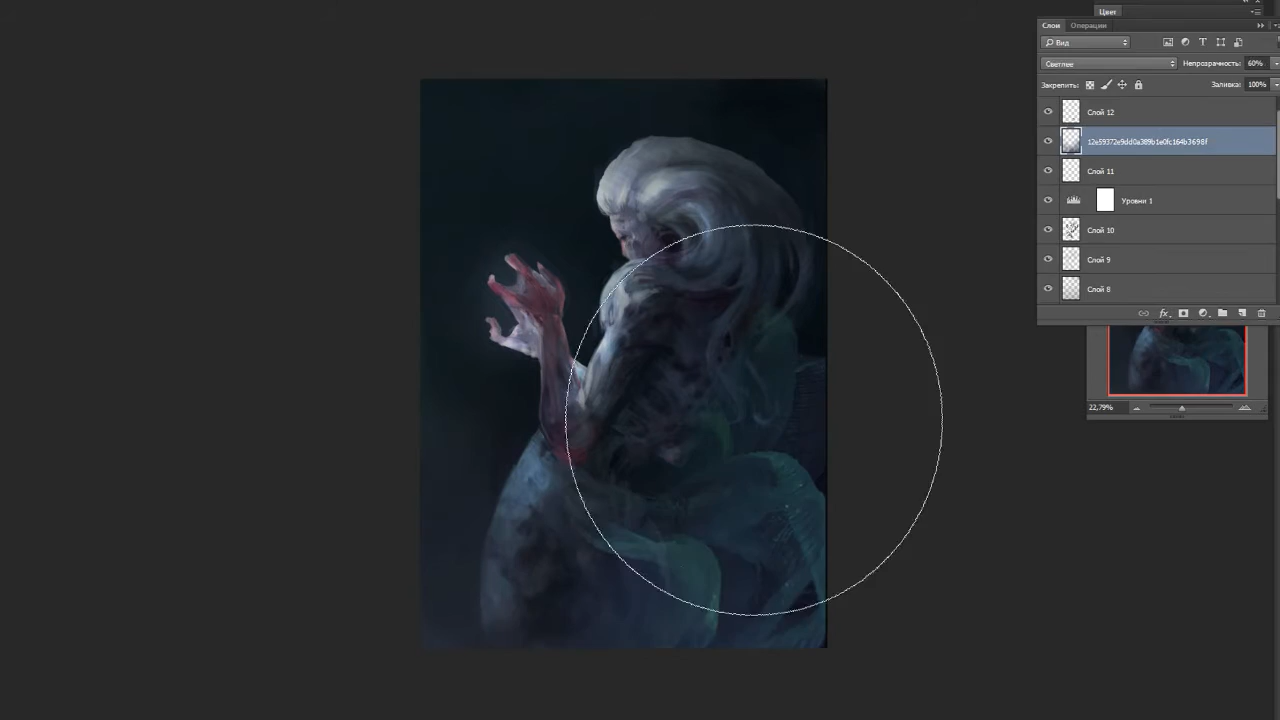 Цвет
Слои Операции
Вид
Светлее Непрозрачность: 60%
Закрепить: Заливка: 100%
Слой 12
12e59372e9dd0a389b1e0fc164b3698f
Слой 11
Уровни 1
Слой 10
Слой 9
Слой 8
fx
22,79%